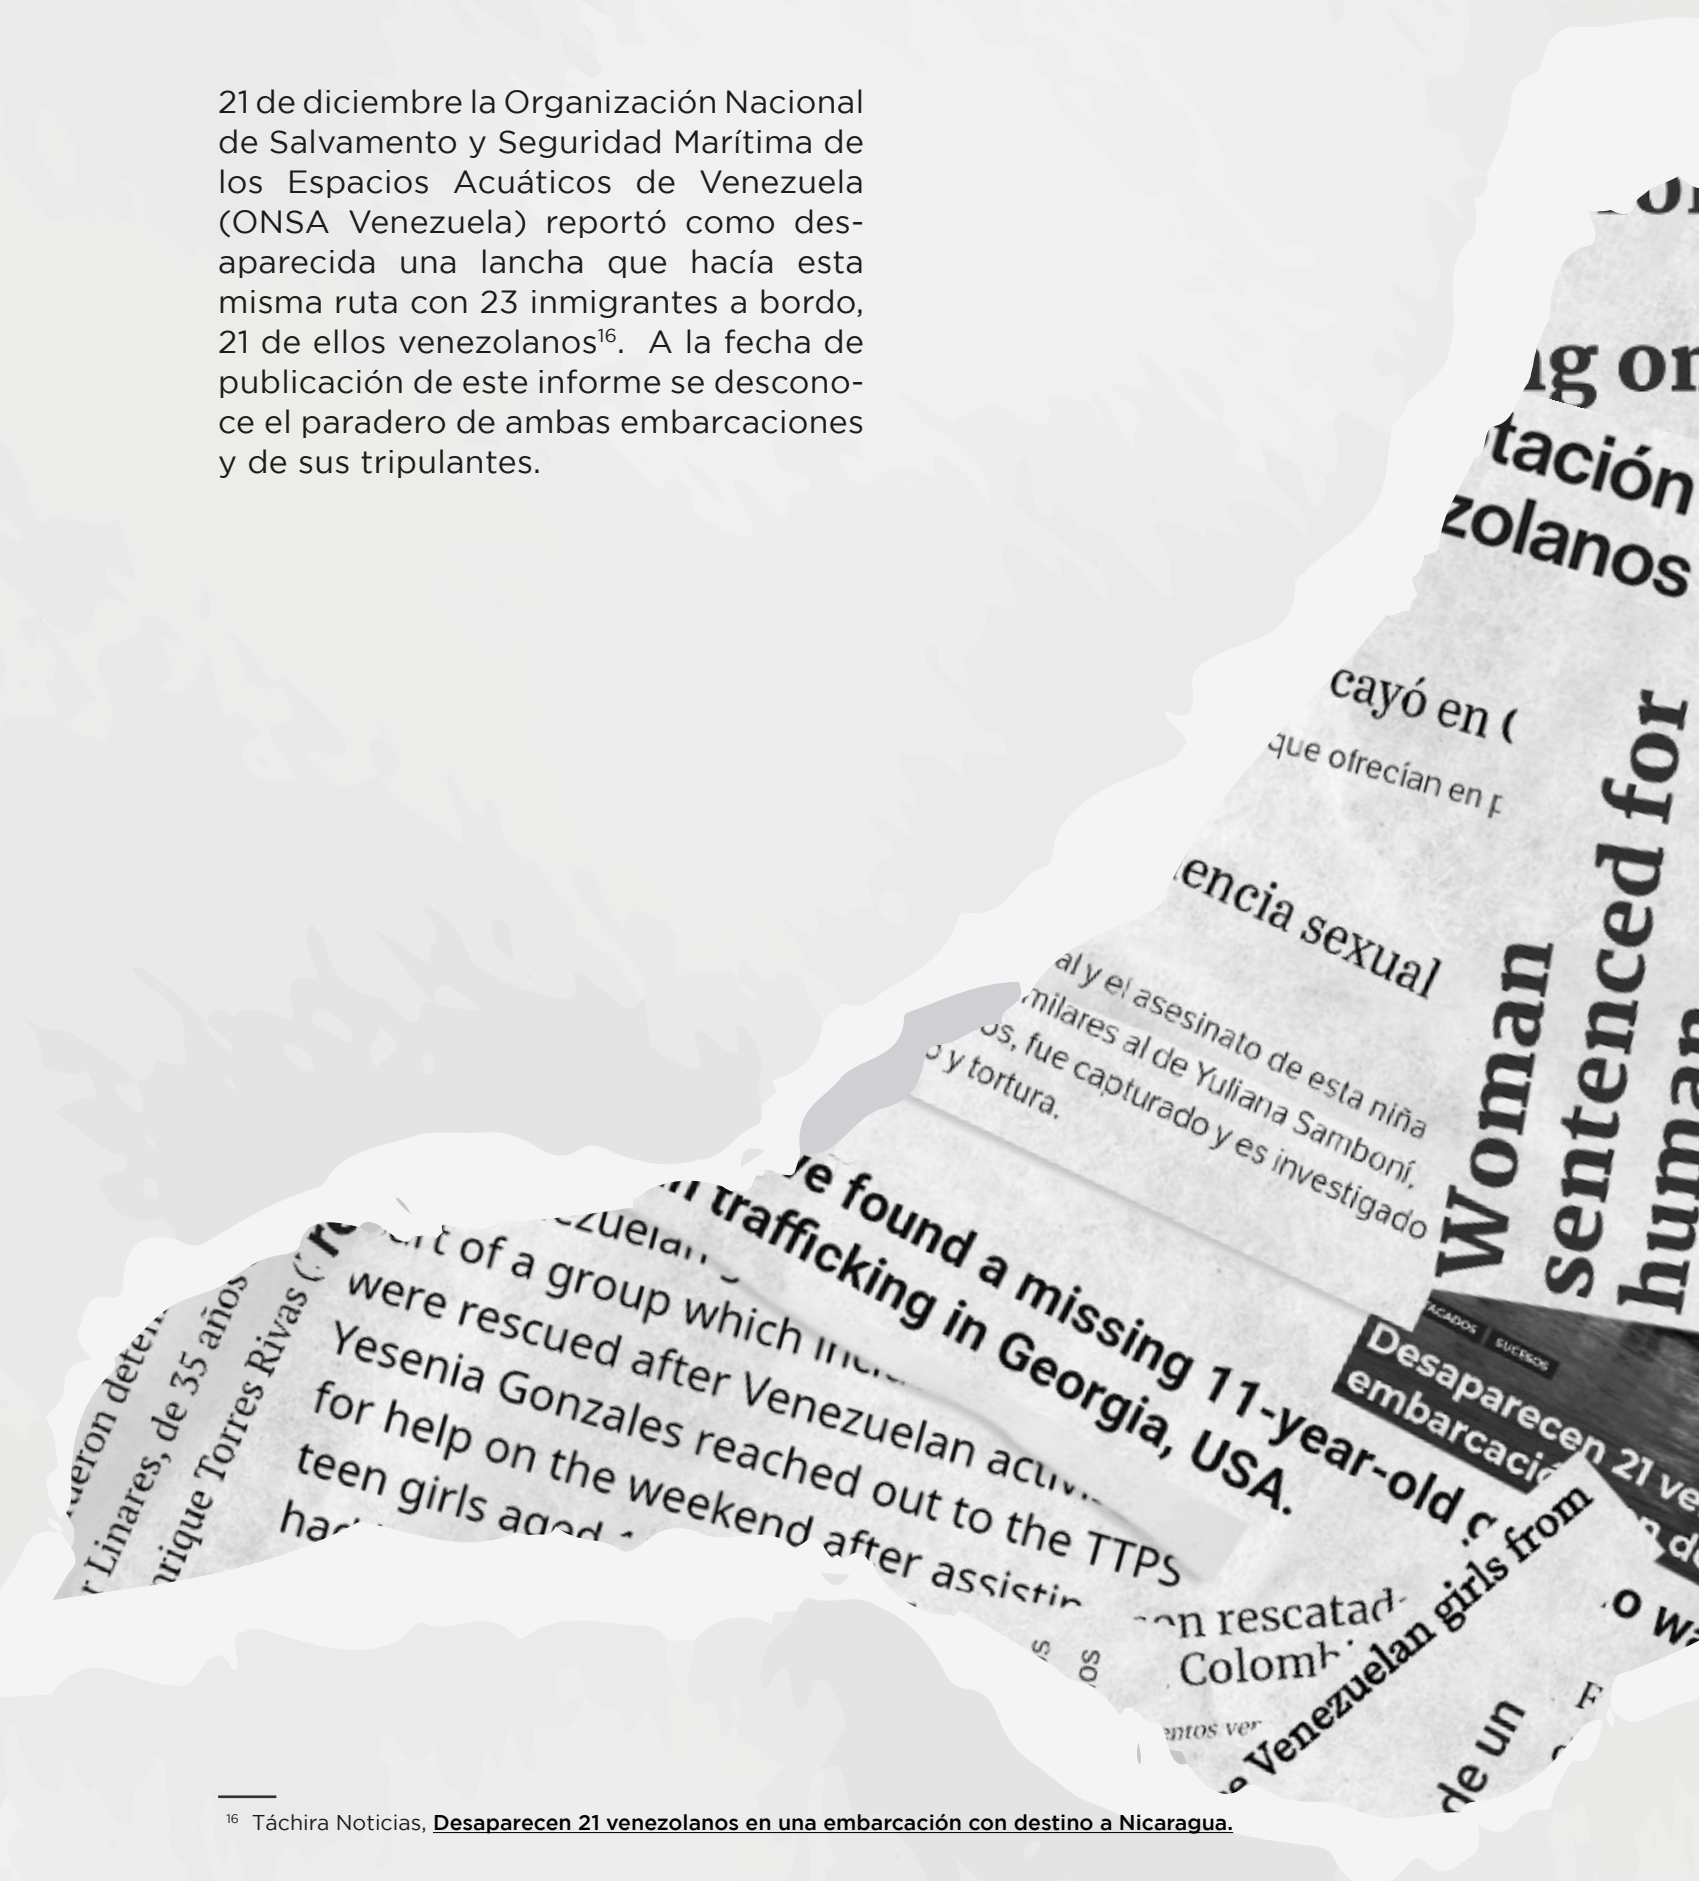 21 de diciembre la Organización Nacional
de Salvamento y Seguridad Marítima de
los Espacios Acuáticos de Venezuela
(ONSA Venezuela) reportó como des-
aparecida una lancha que hacía esta
misma ruta con 23 inmigrantes a bordo,
21 de ellos venezolanos16. A la fecha de
publicación de este informe se descono-
ce el paradero de ambas embarcaciones
y de sus tripulantes.
zolanos
cayó en
que ofrecían en
sexual
al y el asesinato de esta niña
milares al de Yuliana Samboní,
os, fue capturado y es investigado
o y tortura.
Woman
sentenced for
found a missing 11-year-old
trafficking in Georgia, USA.
TACADOS | SUCESOS
Desaparecen 21 ve
of a group which
were rescued after Venezuelan
Yesenia Gonzales reached out to the TTPS
for help on the weekend after
teen girls aged
Linares, de 35 años
Torres Rivas
Venezuelan girls from
de un
16 Táchira Noticias, Desaparecen 21 venezolanos en una embarcación con destino a Nicaragua.